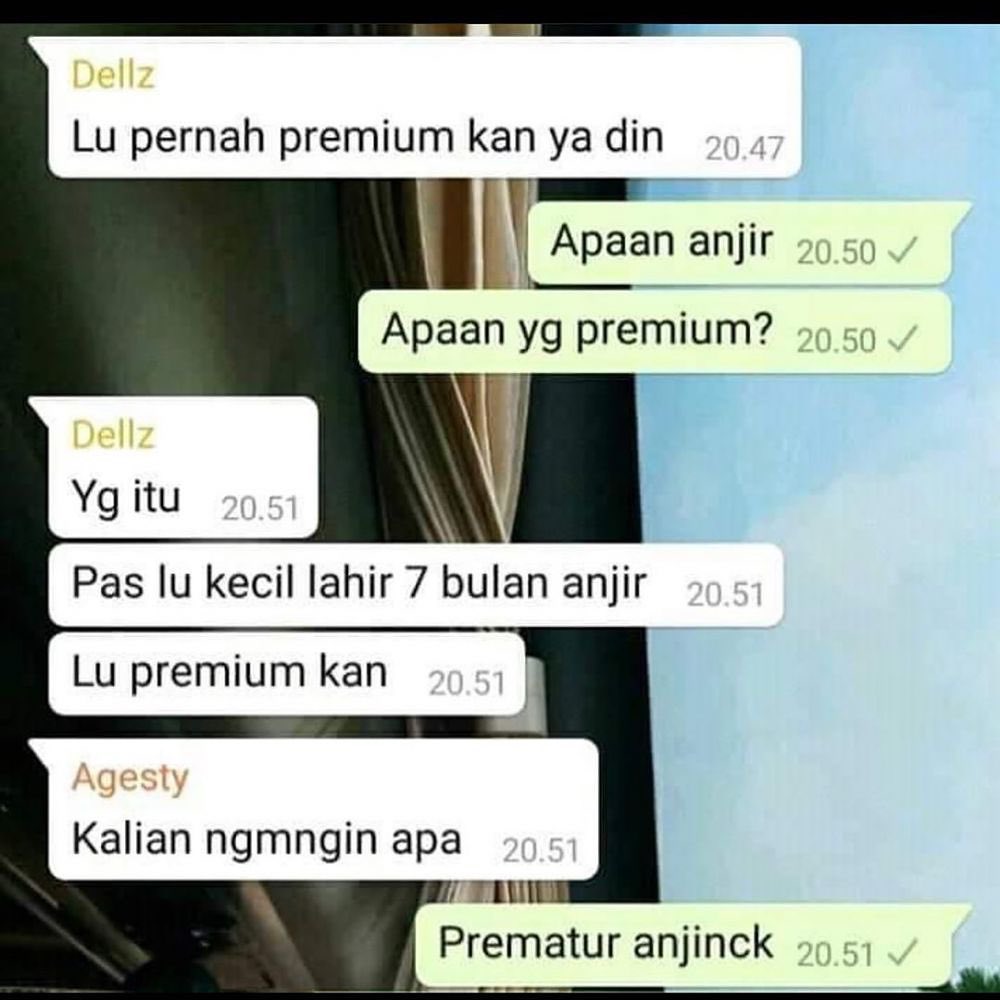 Dellz
Lu pernah premium kan ya din 20.47
Apaan anjir 20.50
Apaan yg premium? 20.50
Dellz
Yg itu 20.51
Pas lu kecil lahir 7 bulan anjir 20.51
Lu premium kan 20.51
Agesty
Kalian ngmngin apa 20.51
Prematur anjinck 20.51